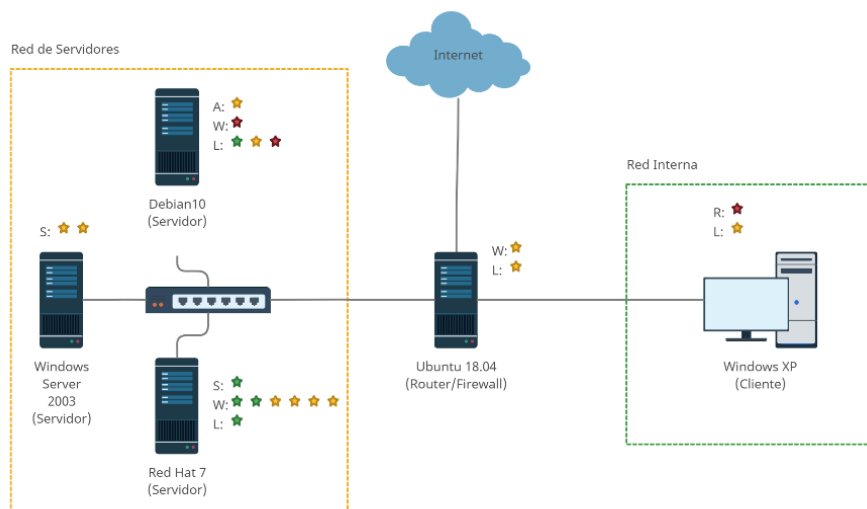 Red de Servidores
Internet
A:
W:
L:
Debian10
(Servidor)
S:
Windows
Server
2003
(Servidor)
S:
W:
L:
Red Hat 7
(Servidor)
W:
L:
Ubuntu 18.04
(Router/Firewall)
Red Interna
R:
L:
Windows XP
(Cliente)